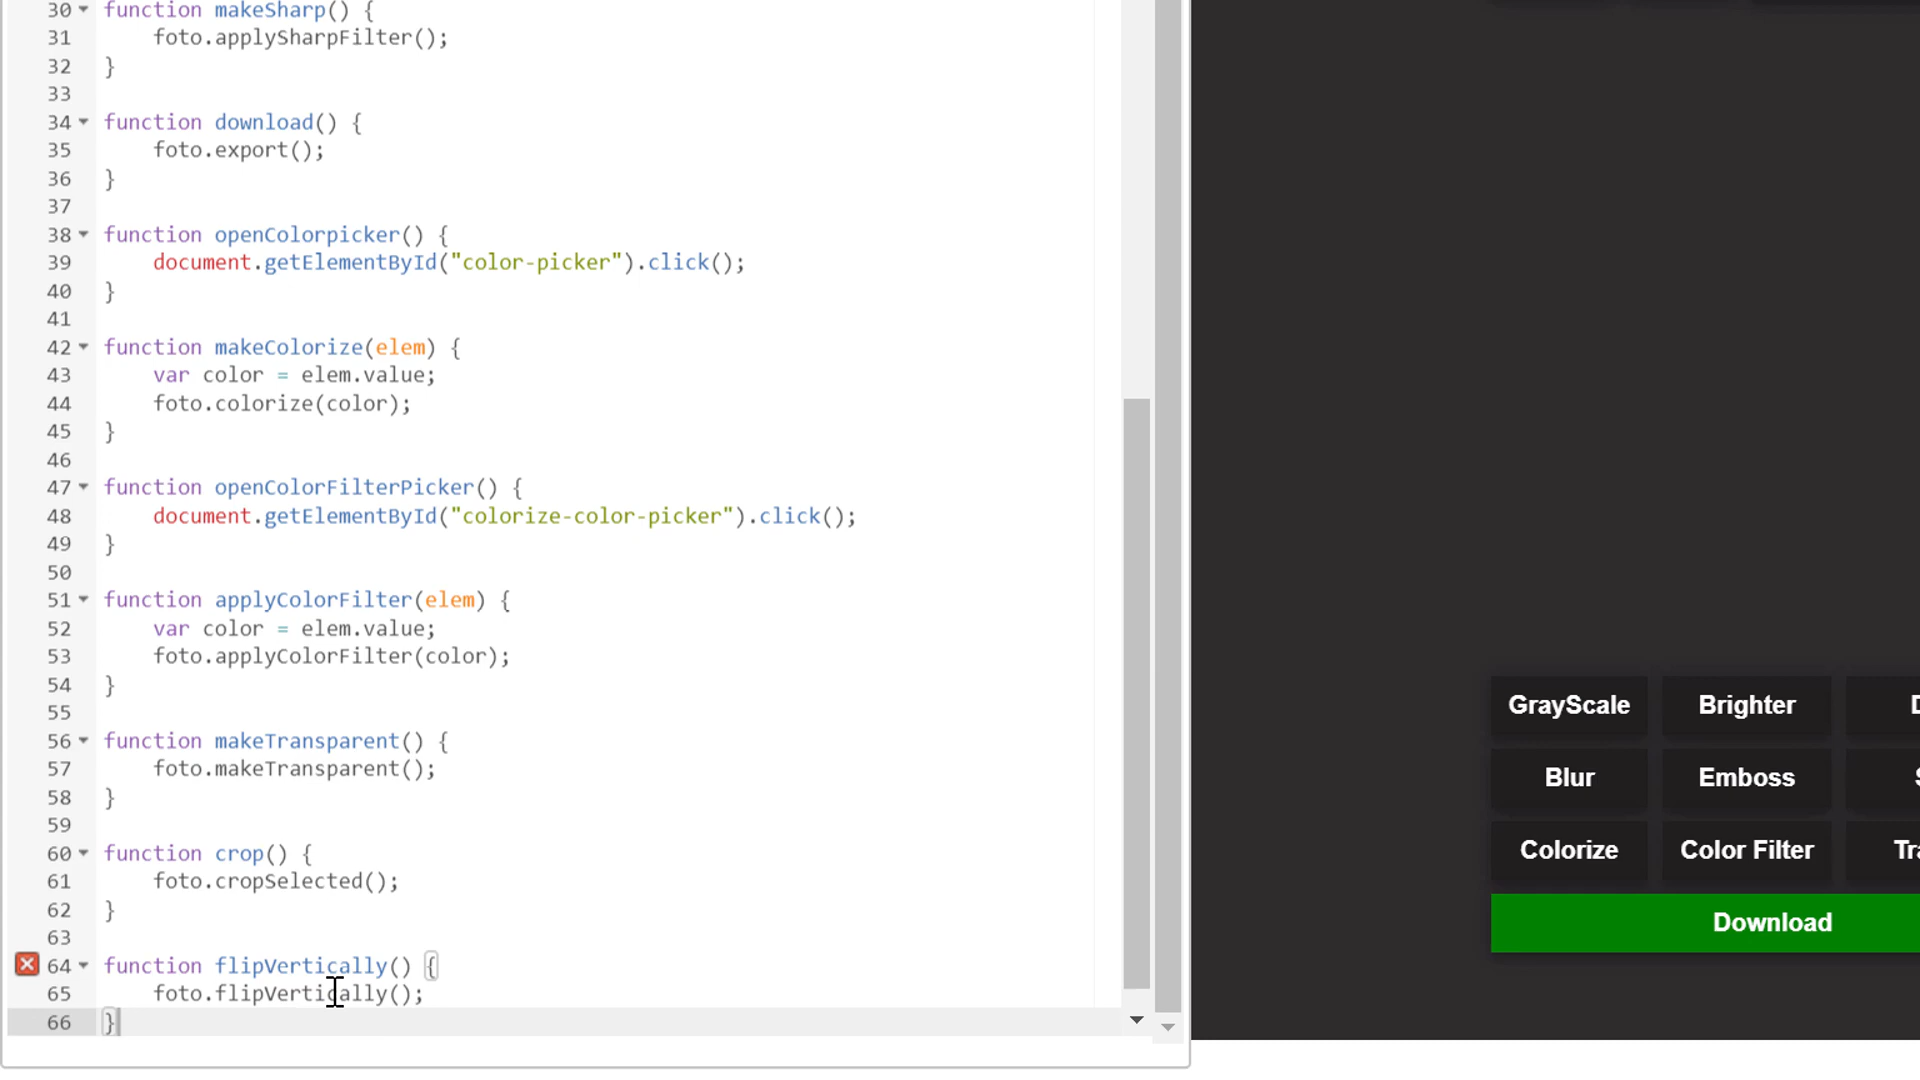 30 function makeSharp() {
31 foto.applySharpFilter();
32 }
33
34 function download() {
35 foto.export();
36 }
37
38 function openColorpicker() {
39 document.getElementById("color-picker").click();
40 }
41
42 function makeColorize(elem) {
43 var color = elem.value;
44 foto.colorize(color);
45 }
46
47 function openColorFilterPicker() {
48 document.getElementById("colorize-color-picker").click();
49 }
50
51 function applyColorFilter(elem) {
52 var color = elem.value;
53 foto.applyColorFilter(color);
54 }
55
56 function makeTransparent() {
57 foto.makeTransparent();
58 }
59
60 function crop() {
61 foto.cropSelected();
62 }
63
64 function flipVertically() {
65 foto.flipVertically();
66 }
GrayScale Brighter
Blur Emboss
Colorize Color Filter
Download